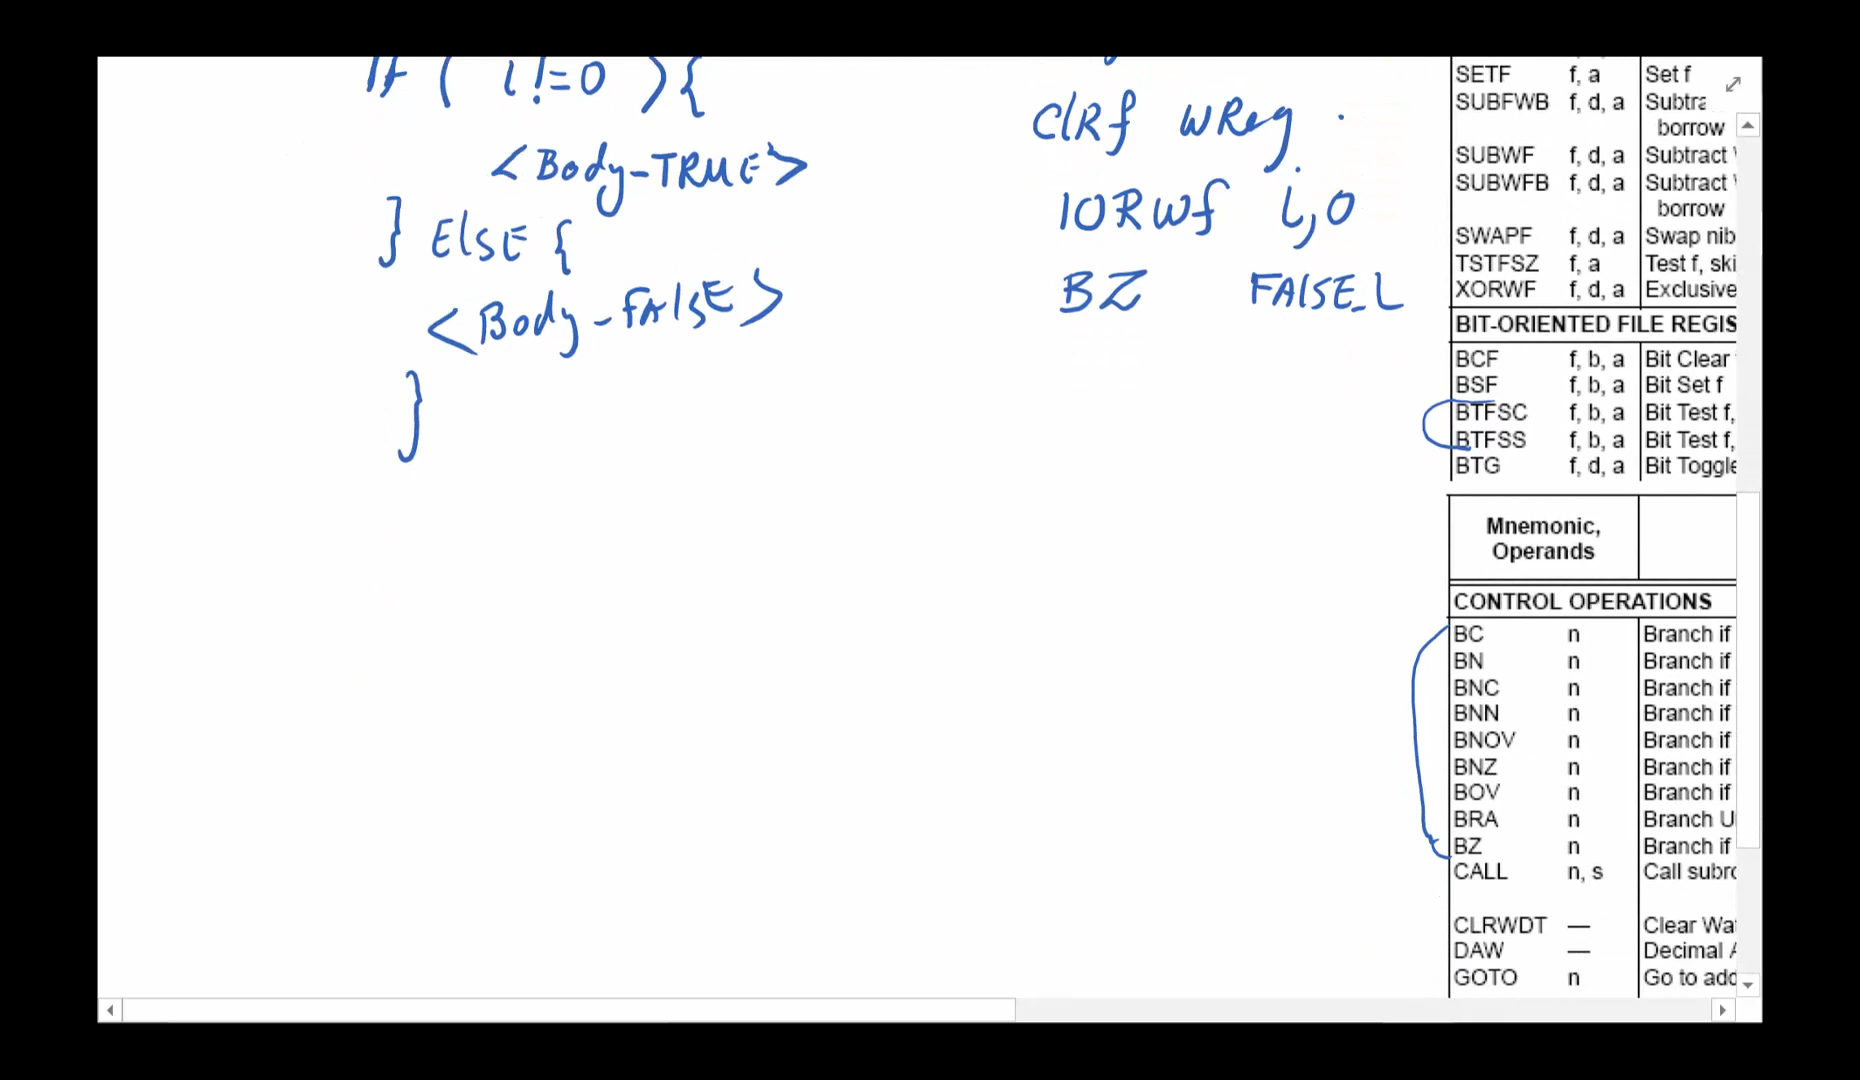 If ( i != 0 ) {
<Body-TRUE>
} ElSE {
<Body-FAlSE>
}
ClRf WReg
IORWf i,0
BZ FAlSE_L
SETF f, a Set f
SUBFWB f, d, a Subtra
borrow
SUBWF f, d, a Subtract
SUBWFB f, d, a Subtract
borrow
SWAPF f, d, a Swap nib
TSTFSZ f, a Test f, ski
XORWF f, d, a Exclusive
BIT-ORIENTED FILE REGIS
BCF f, b, a Bit Clear
BSF f, b, a Bit Set f
BTFSC f, b, a Bit Test f,
BTFSS f, b, a Bit Test f,
BTG f, d, a Bit Toggle
Mnemonic,
Operands
CONTROL OPERATIONS
BC n Branch if
BN n Branch if
BNC n Branch if
BNN n Branch if
BNOV n Branch if
BNZ n Branch if
BOV n Branch if
BRA n Branch U
BZ n Branch if
CALL n, s Call subro
CLRWDT — Clear Wa
DAW — Decimal A
GOTO n Go to add